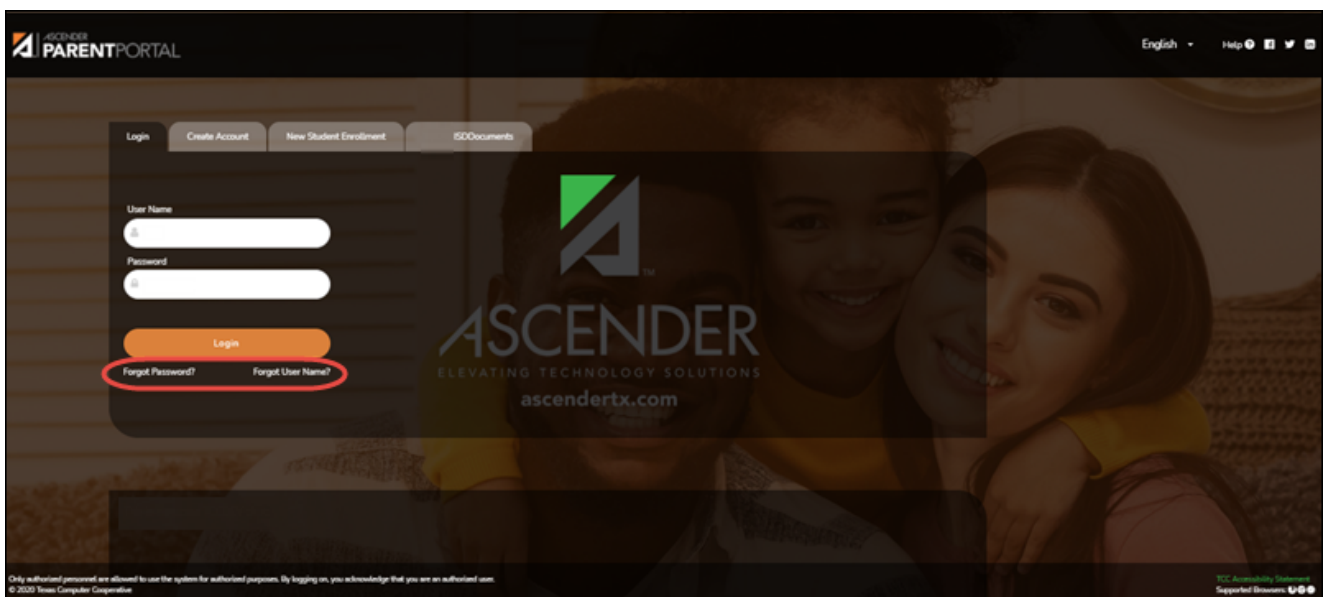 ASCENDER
PARENTPORTAL
English
Help
Login
Create Account
New Student Enrollment
ISDDocuments
User Name
Password
Login
Forgot Password?
Forgot User Name?
TM
ASCENDER
ELEVATING TECHNOLOGY SOLUTIONS
ascendertx.com
Only authorized personnel are allowed to use the system for authorized purposes. By logging on, you acknowledge that you are an authorized user.
© 2020 Texas Computer Cooperative
TCC Accessibility Statement
Supported Browsers: